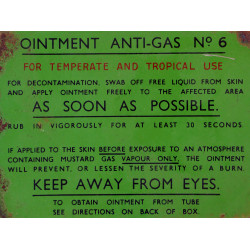 OINTMENT ANTI-GAS Nº 6
FOR TEMPERATE AND TROPICAL USE
FOR DECONTAMINATION, SWAB OFF FREE LIQUID FROM SKIN
AND APPLY OINTMENT FREELY TO THE AFFECTED AREA
AS SOON AS POSSIBLE.
RUB IN VIGOROUSLY FOR AT LEAST 30 SECONDS.
IF APPLIED TO THE SKIN BEFORE EXPOSURE TO AN ATMOSPHERE
CONTAINING MUSTARD GAS VAPOUR ONLY, THE OINTMENT
WILL PREVENT, OR LESSEN THE SEVERITY OF A BURN.
KEEP AWAY FROM EYES.
TO OBTAIN OINTMENT FROM TUBE
SEE DIRECTIONS ON BACK OF BOX.